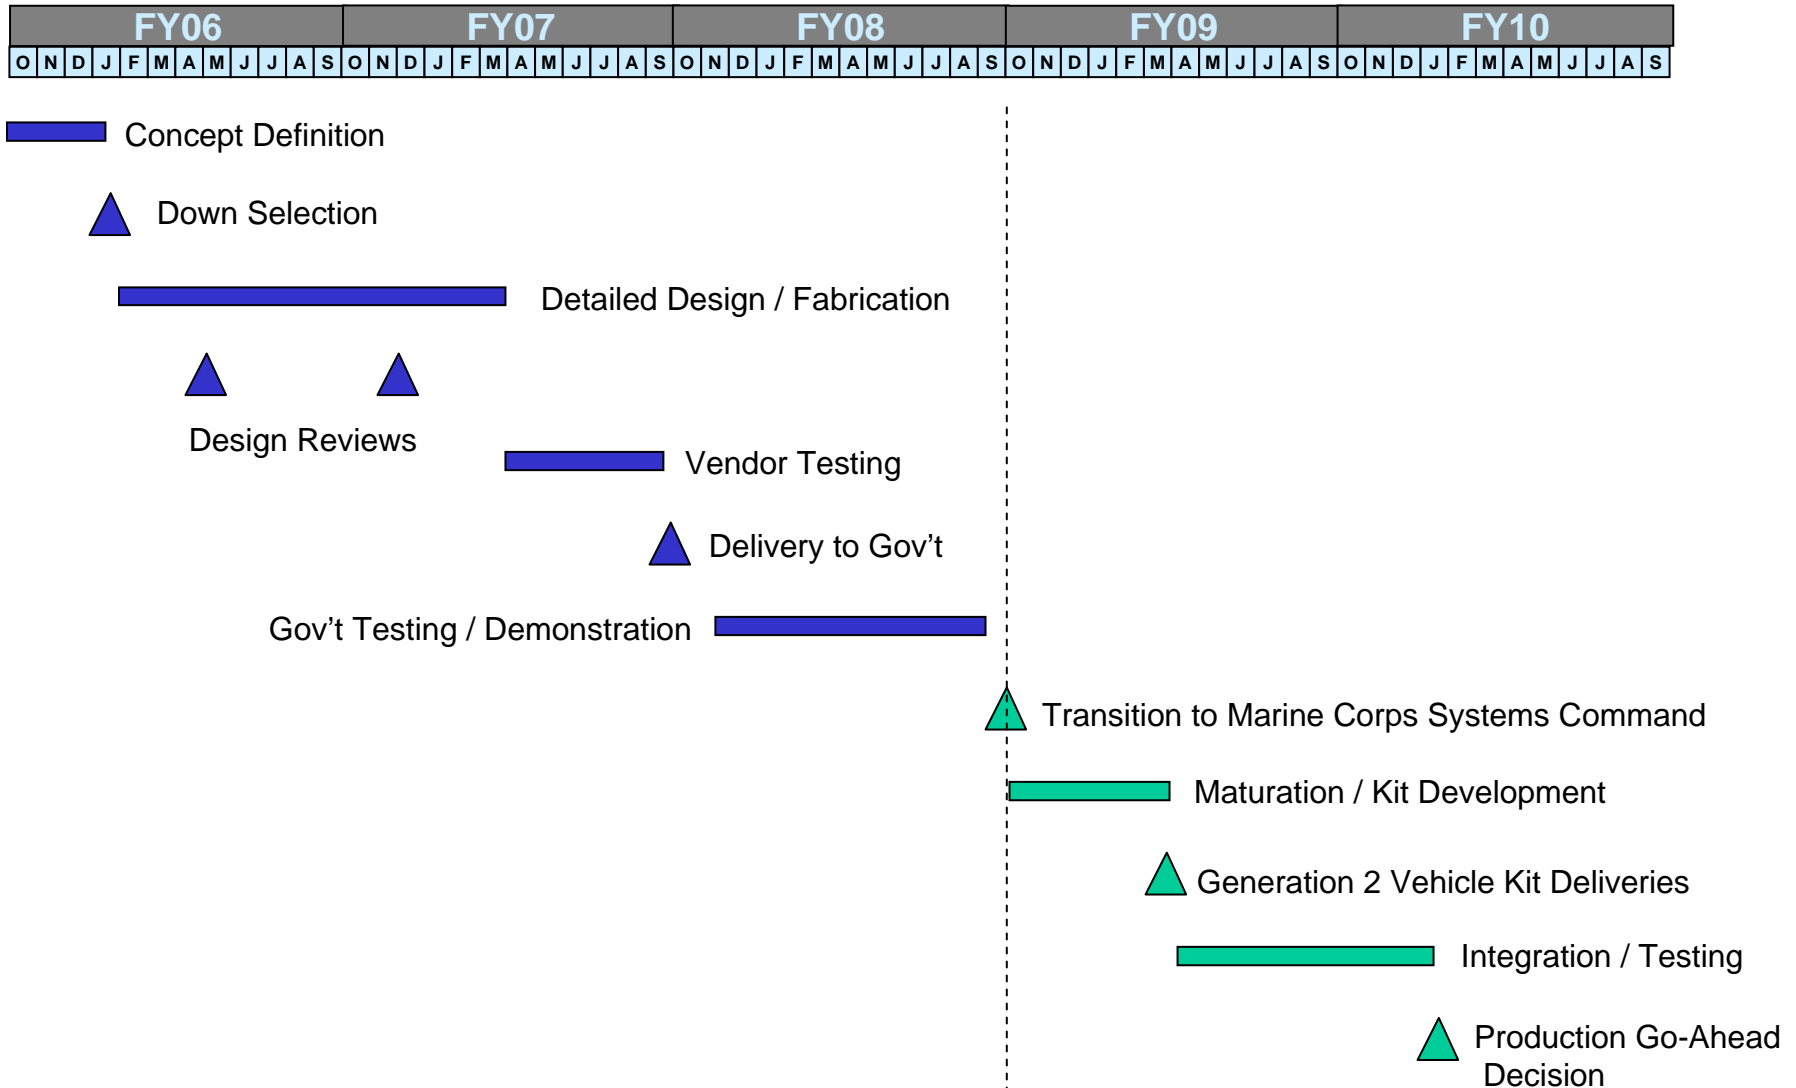 FY06 FY07 FY08 FY09 FY10
O N D J F M A M J J A S O N D J F M A M J J A S O N D J F M A M J J A S O N D J F M A M J J A S O N D J F M A M J J A S
Concept Definition
Down Selection
Detailed Design / Fabrication
Design Reviews
Vendor Testing
Delivery to Gov't
Gov't Testing / Demonstration
Transition to Marine Corps Systems Command
Maturation / Kit Development
Generation 2 Vehicle Kit Deliveries
Integration / Testing
Production Go-Ahead
Decision